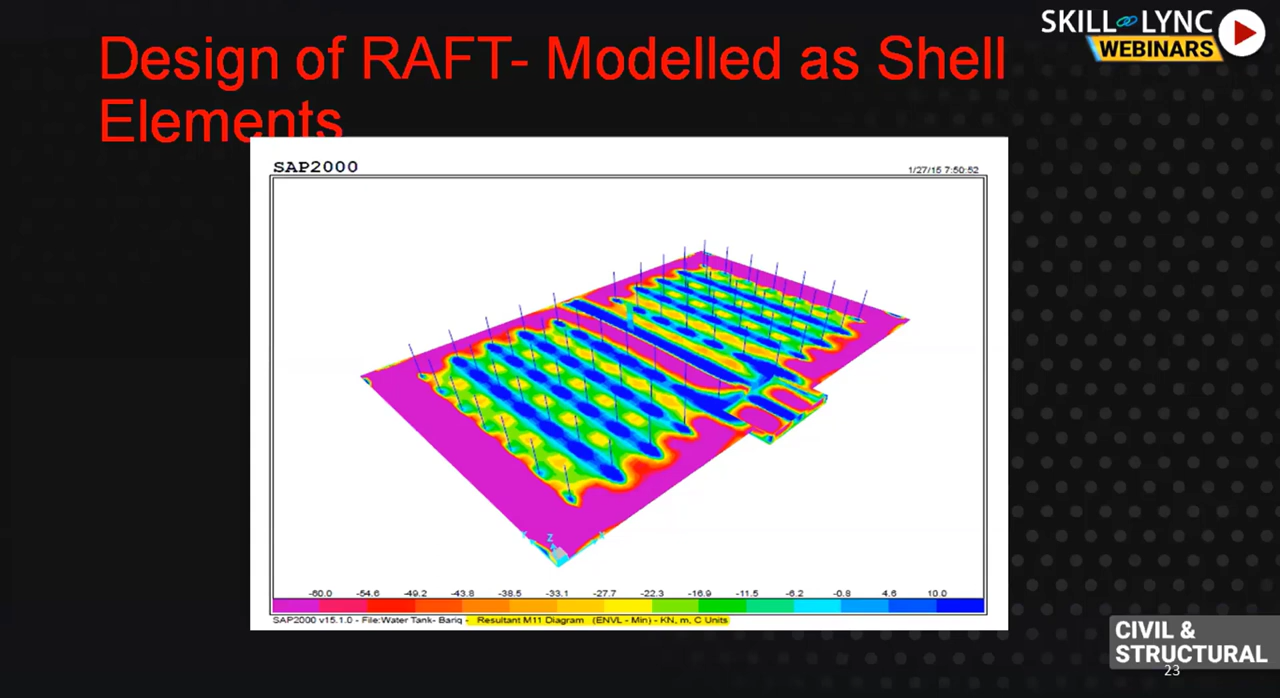 SKILL LYNC
WEBINARS
Design of RAFT- Modelled as Shell
Elements
SAP2000
1/27/15 7:50:52
Z
-60.0 -54.6 -49.2 -43.8 -38.5 -33.1 -27.7 -22.3 -16.9 -11.5 -6.2 -0.8 4.6 10.0
SAP2000 v15.1.0 - File:Water Tank- Bariq - Resultant M11 Diagram (ENVL - Min) - KN, m, C Units
CIVIL &
STRUCTURAL
23